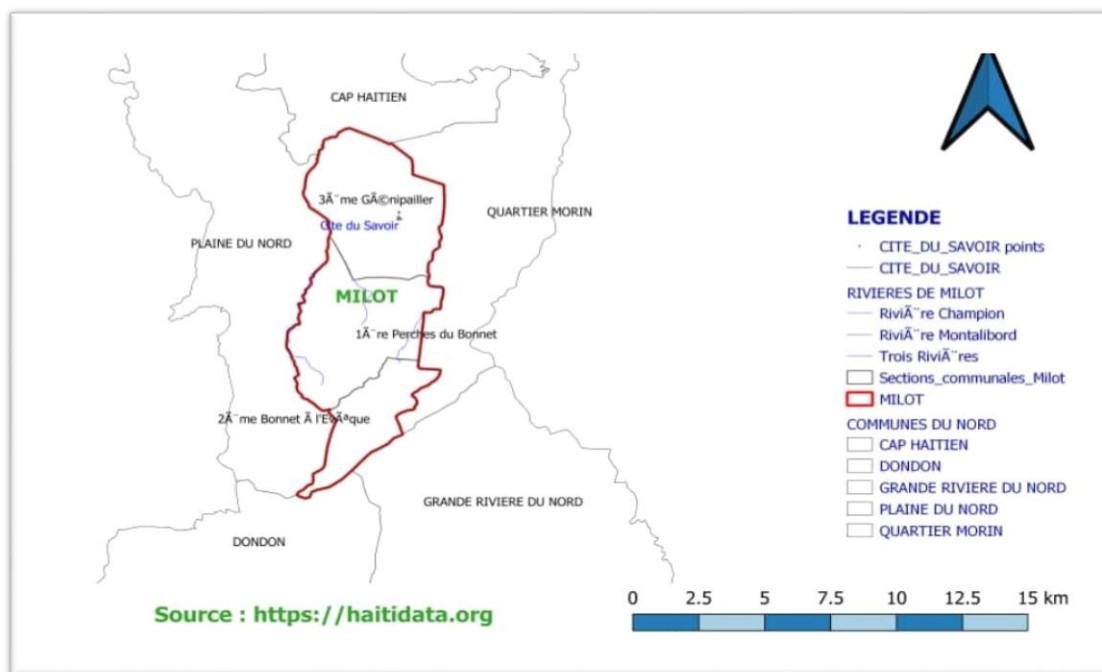 CAP HAITIEN
3Ã¨me GÃ©nipailler
Cite du Savoir
QUARTIER MORIN
PLAINE DU NORD
MILOT
1Ã¨re Perches du Bonnet
2Ã¨me Bonnet Ã l'EvÃªque
GRANDE RIVIERE DU NORD
DONDON
LEGENDE
CITE_DU_SAVOIR points
CITE_DU_SAVOIR
RIVIERES DE MILOT
RiviÃ¨re Champion
RiviÃ¨re Montalibord
Trois RiviÃ¨res
Sections_communales_Milot
MILOT
COMMUNES DU NORD
CAP HAITIEN
DONDON
GRANDE RIVIERE DU NORD
PLAINE DU NORD
QUARTIER MORIN
Source : https://haitidata.org
0 2.5 5 7.5 10 12.5 15 km